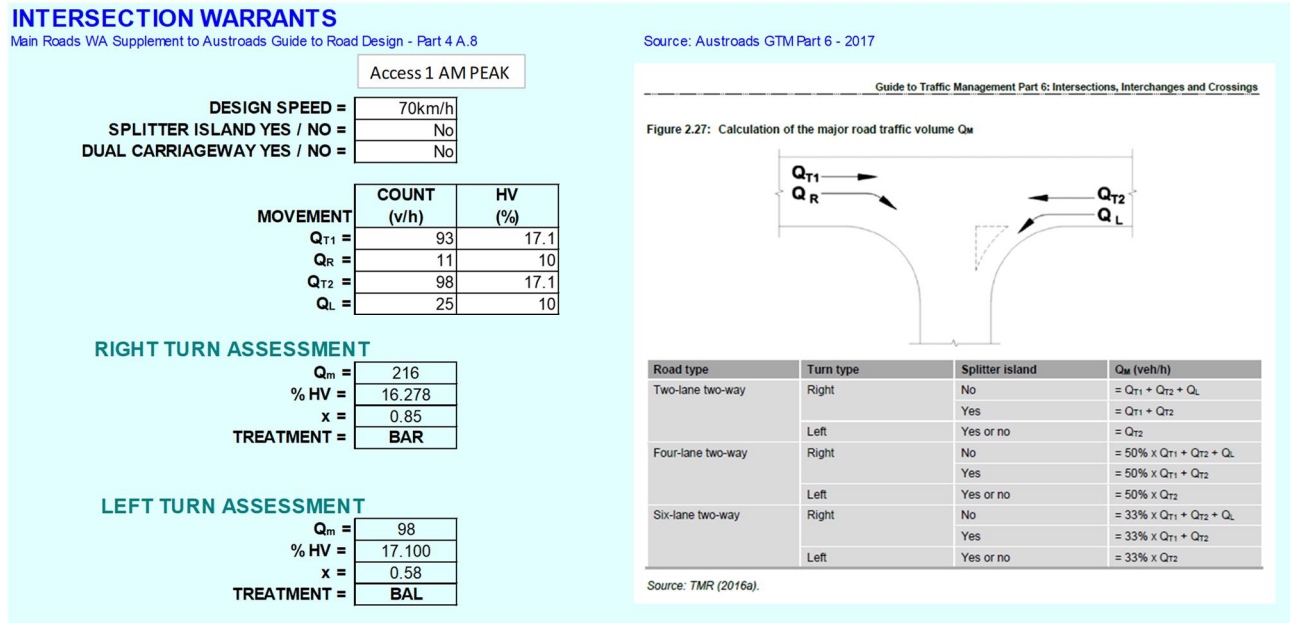 INTERSECTION WARRANTS
Main Roads WA Supplement to Austroads Guide to Road Design - Part 4 A.8
Access 1 AM PEAK
DESIGN SPEED = 70km/h
SPLITTER ISLAND YES / NO = No
DUAL CARRIAGEWAY YES / NO = No
MOVEMENT COUNT (v/h) HV (%)
QT1 = 93 17.1
QR = 11 10
QT2 = 98 17.1
QL = 25 10
RIGHT TURN ASSESSMENT
Qm = 216
% HV = 16.278
x = 0.85
TREATMENT = BAR
LEFT TURN ASSESSMENT
Qm = 98
% HV = 17.100
x = 0.58
TREATMENT = BAL
Source: Austroads GTM Part 6 - 2017
Guide to Traffic Management Part 6: Intersections, Interchanges and Crossings
Figure 2.27: Calculation of the major road traffic volume QM
QT1
QR
QT2
QL
Road type Turn type Splitter island QM (veh/h)
Two-lane two-way Right No = QT1 + QT2 + QL
Yes = QT1 + QT2
Left Yes or no = QT2
Four-lane two-way Right No = 50% x QT1 + QT2 + QL
Yes = 50% x QT1 + QT2
Left Yes or no = 50% x QT2
Six-lane two-way Right No = 33% x QT1 + QT2 + QL
Yes = 33% x QT1 + QT2
Left Yes or no = 33% x QT2
Source: TMR (2016a).